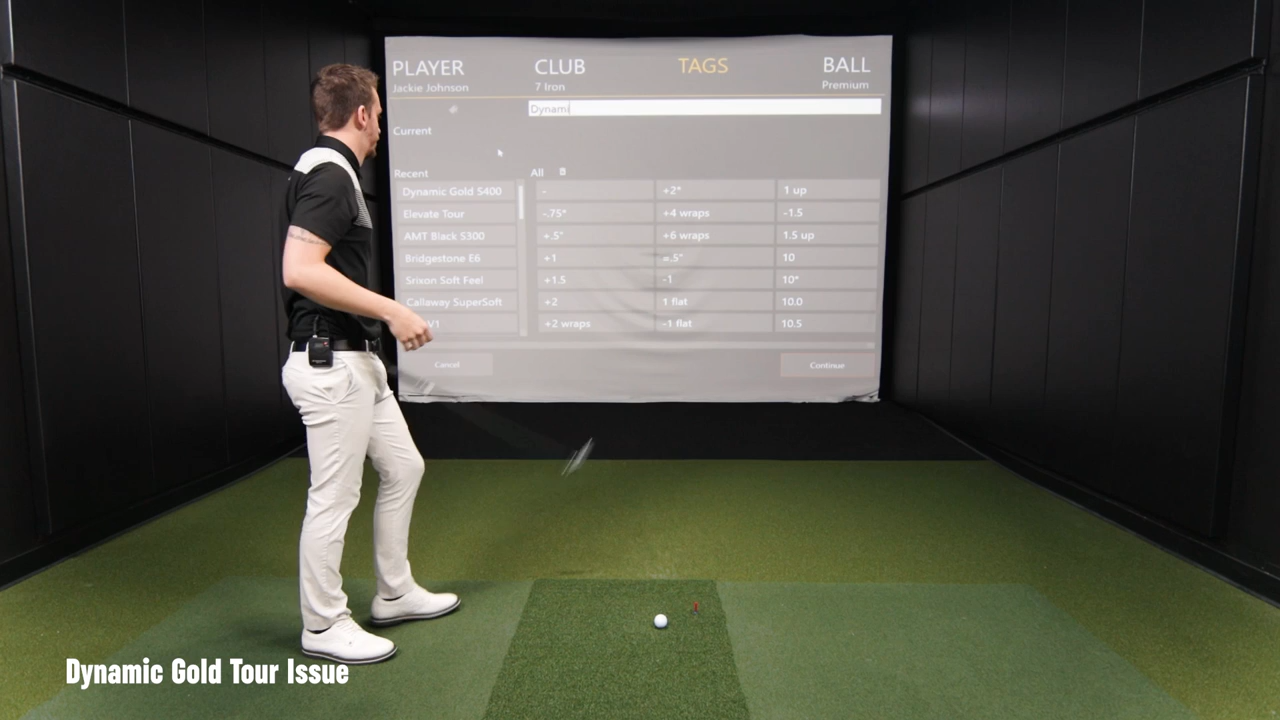 PLAYER CLUB TAGS BALL
Jackie Johnson 7 Iron Premium
Dynami
Current
Recent All
Dynamic Gold S400 - +2° 1 up
Elevate Tour -.75° +4 wraps -1.5
AMT Black S300 +.5" +6 wraps 1.5 up
Bridgestone E6 +1 =.5" 10
Srixon Soft Feel +1.5 -1 10°
Callaway SuperSoft +2 1 flat 10.0
V1 +2 wraps -1 flat 10.5
Cancel Continue
Dynamic Gold Tour Issue